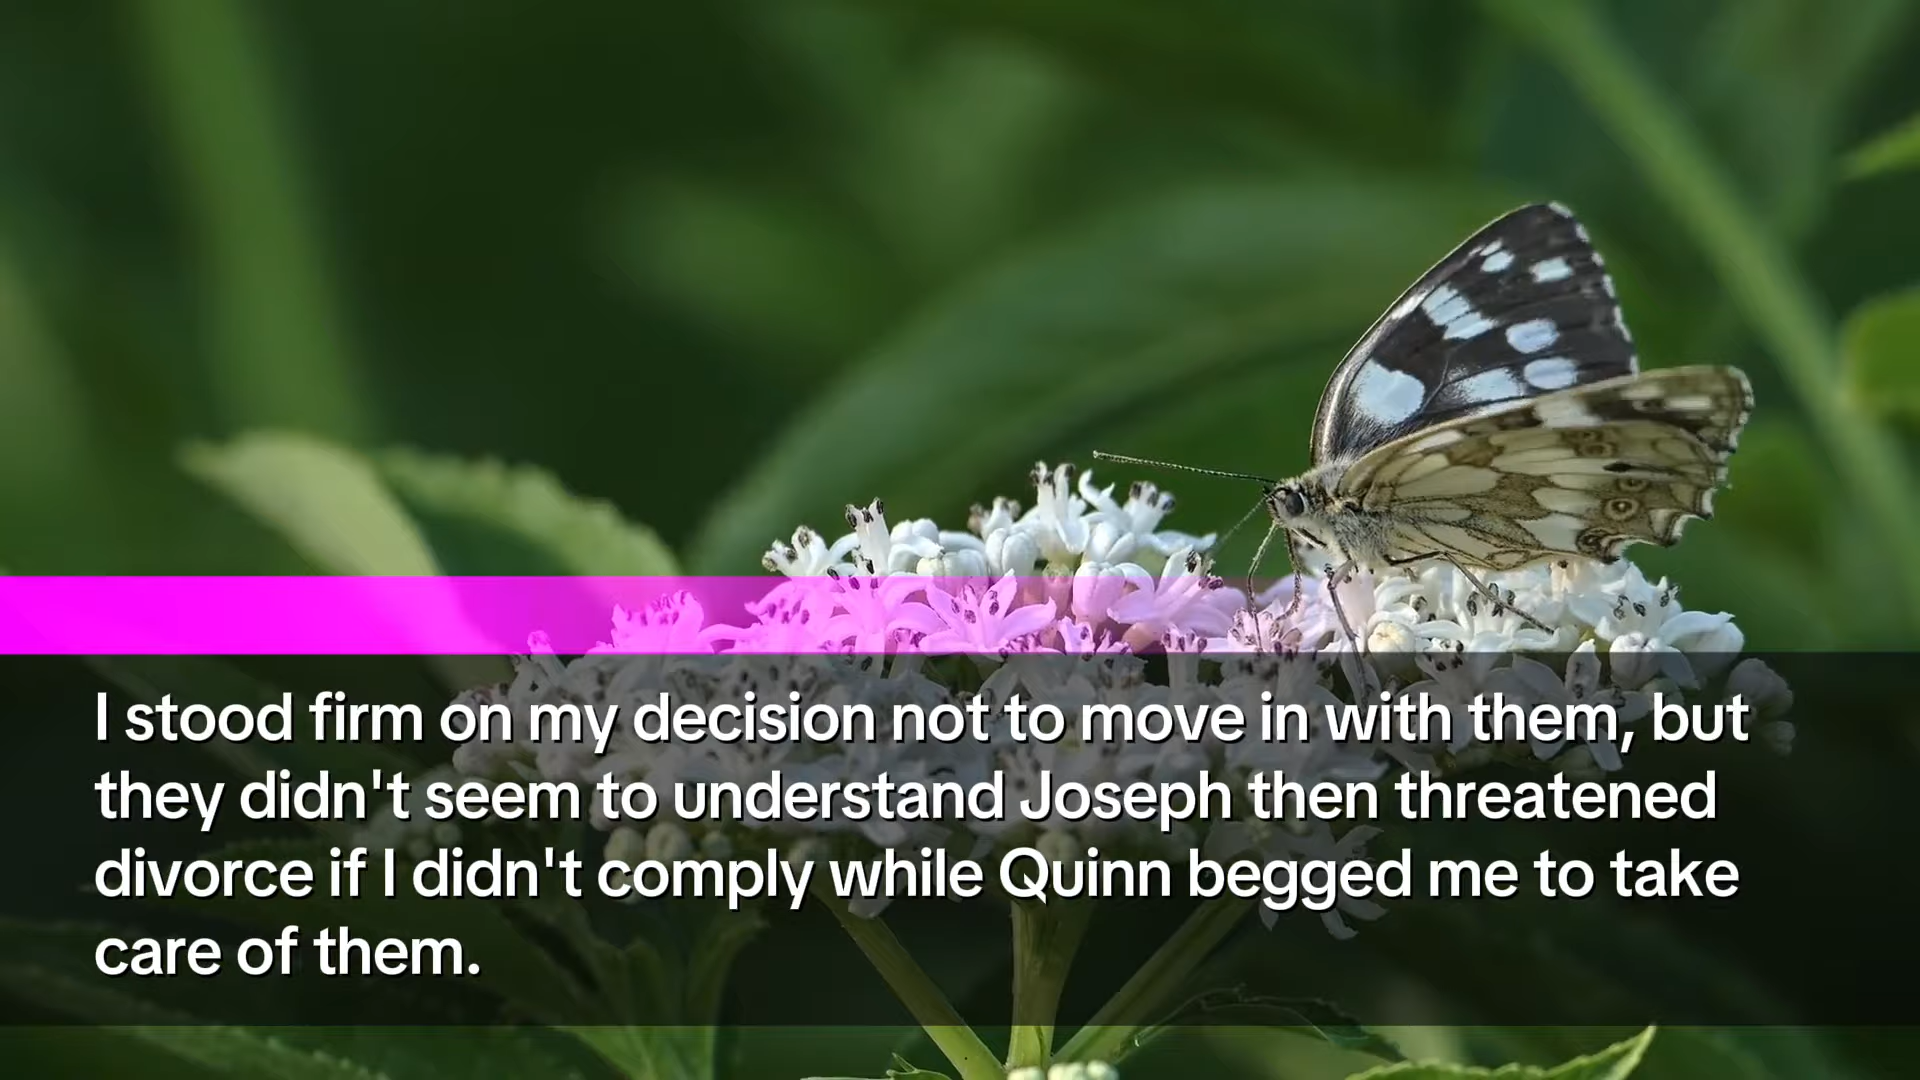 I stood firm on my decision not to move in with them, but
they didn't seem to understand Joseph then threatened
divorce if I didn't comply while Quinn begged me to take
care of them.